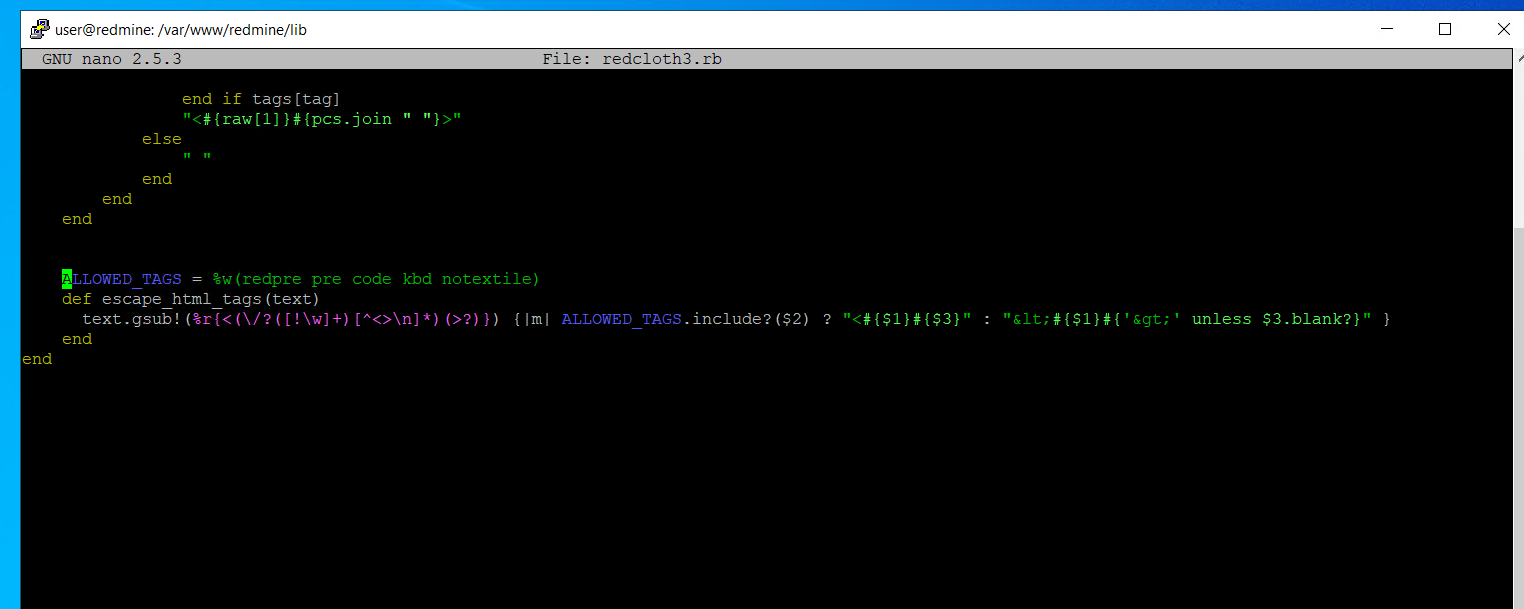 user@redmine: /var/www/redmine/lib
GNU nano 2.5.3 File: redcloth3.rb
end if tags[tag]
"<#{raw[1]}#{pcs.join " "}>"
else
" "
end
end
end
ALLOWED_TAGS = %w(redpre pre code kbd notextile)
def escape_html_tags(text)
text.gsub!(%r{<(\/?([!\w]+)[^<>\n]*)(>?)}) {|m| ALLOWED_TAGS.include?($2) ? "<#{$1}#{$3}" : "&lt;#{$1}#{'&gt;' unless $3.blank?}" }
end
end